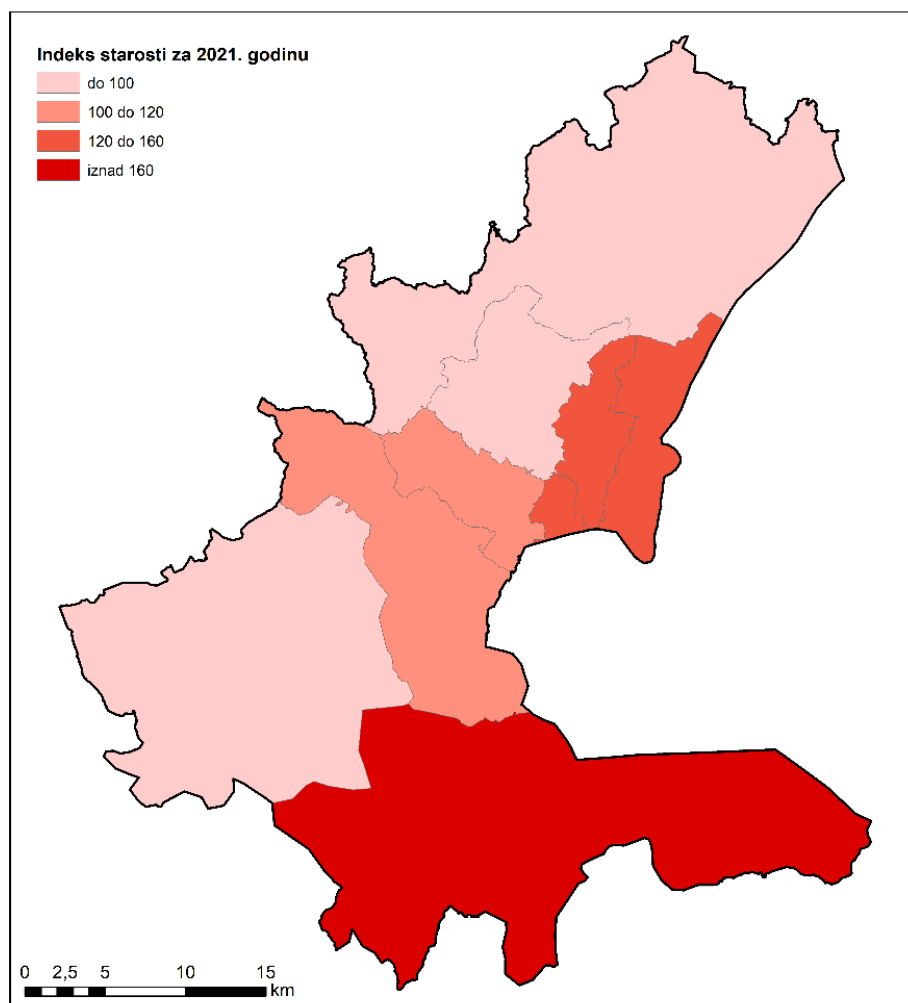 Indeks starosti za 2021. godinu
do 100
100 do 120
120 do 160
iznad 160
0 2,5 5 10 15
km